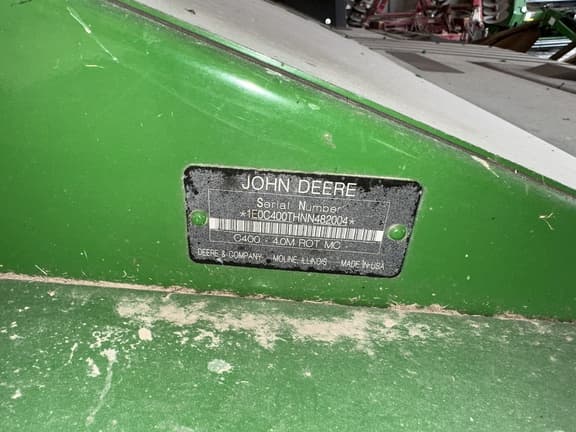 JOHN DEERE
Serial Number
*1E0C400THNN482004*
C400 - 4.0M ROT MC
DEERE & COMPANY MOLINE, ILLINOIS MADE IN USA